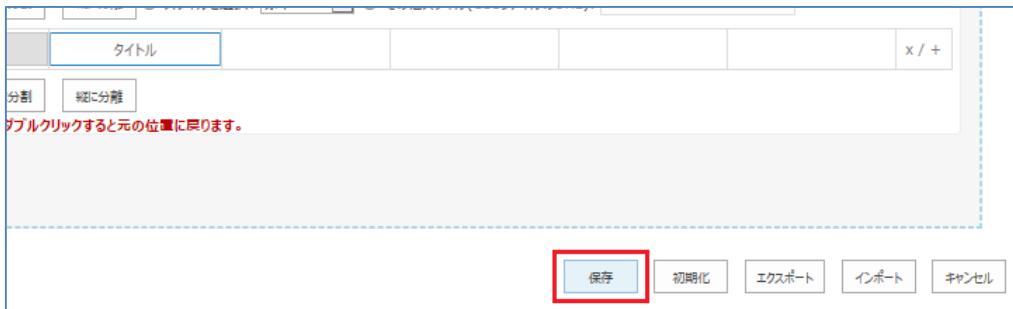 タイトル
x / +
分割 縦に分離
ダブルクリックすると元の位置に戻ります。
保存 初期化 エクスポート インポート キャンセル